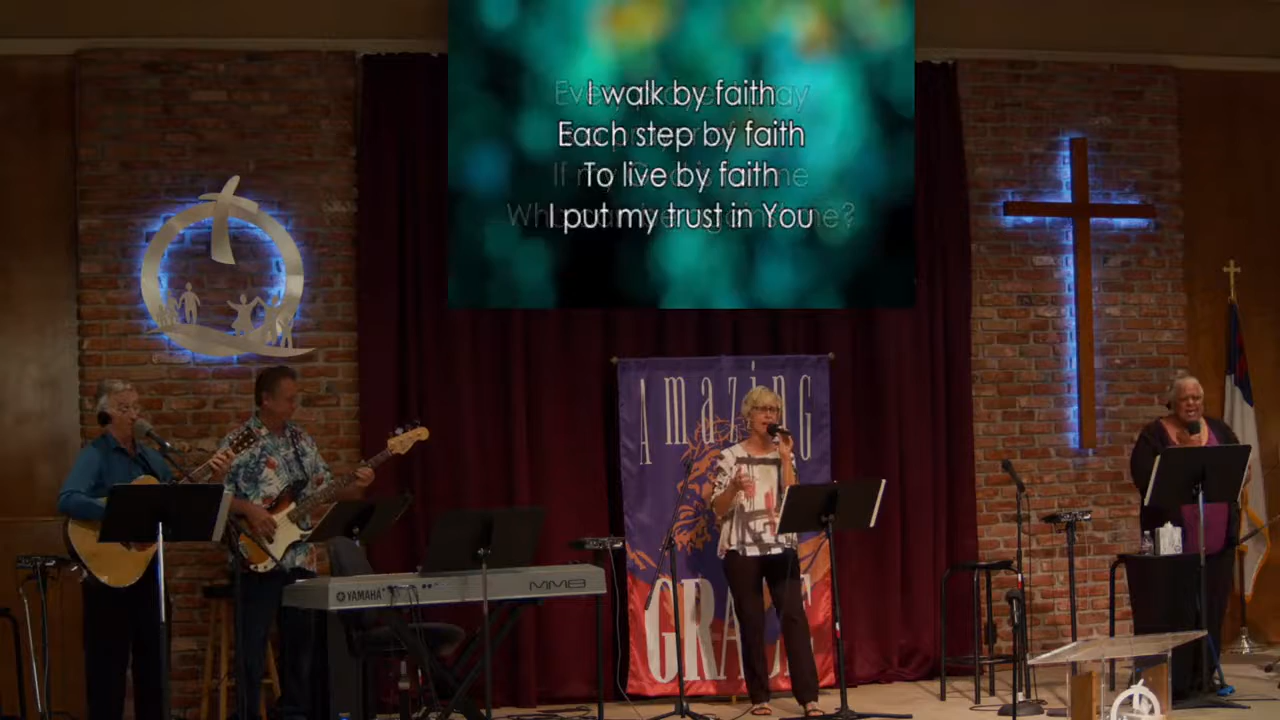 I walk by faith
Each step by faith
To live by faith
I put my trust in You
AmaziNG
GRACE
YAMAHA
MM8